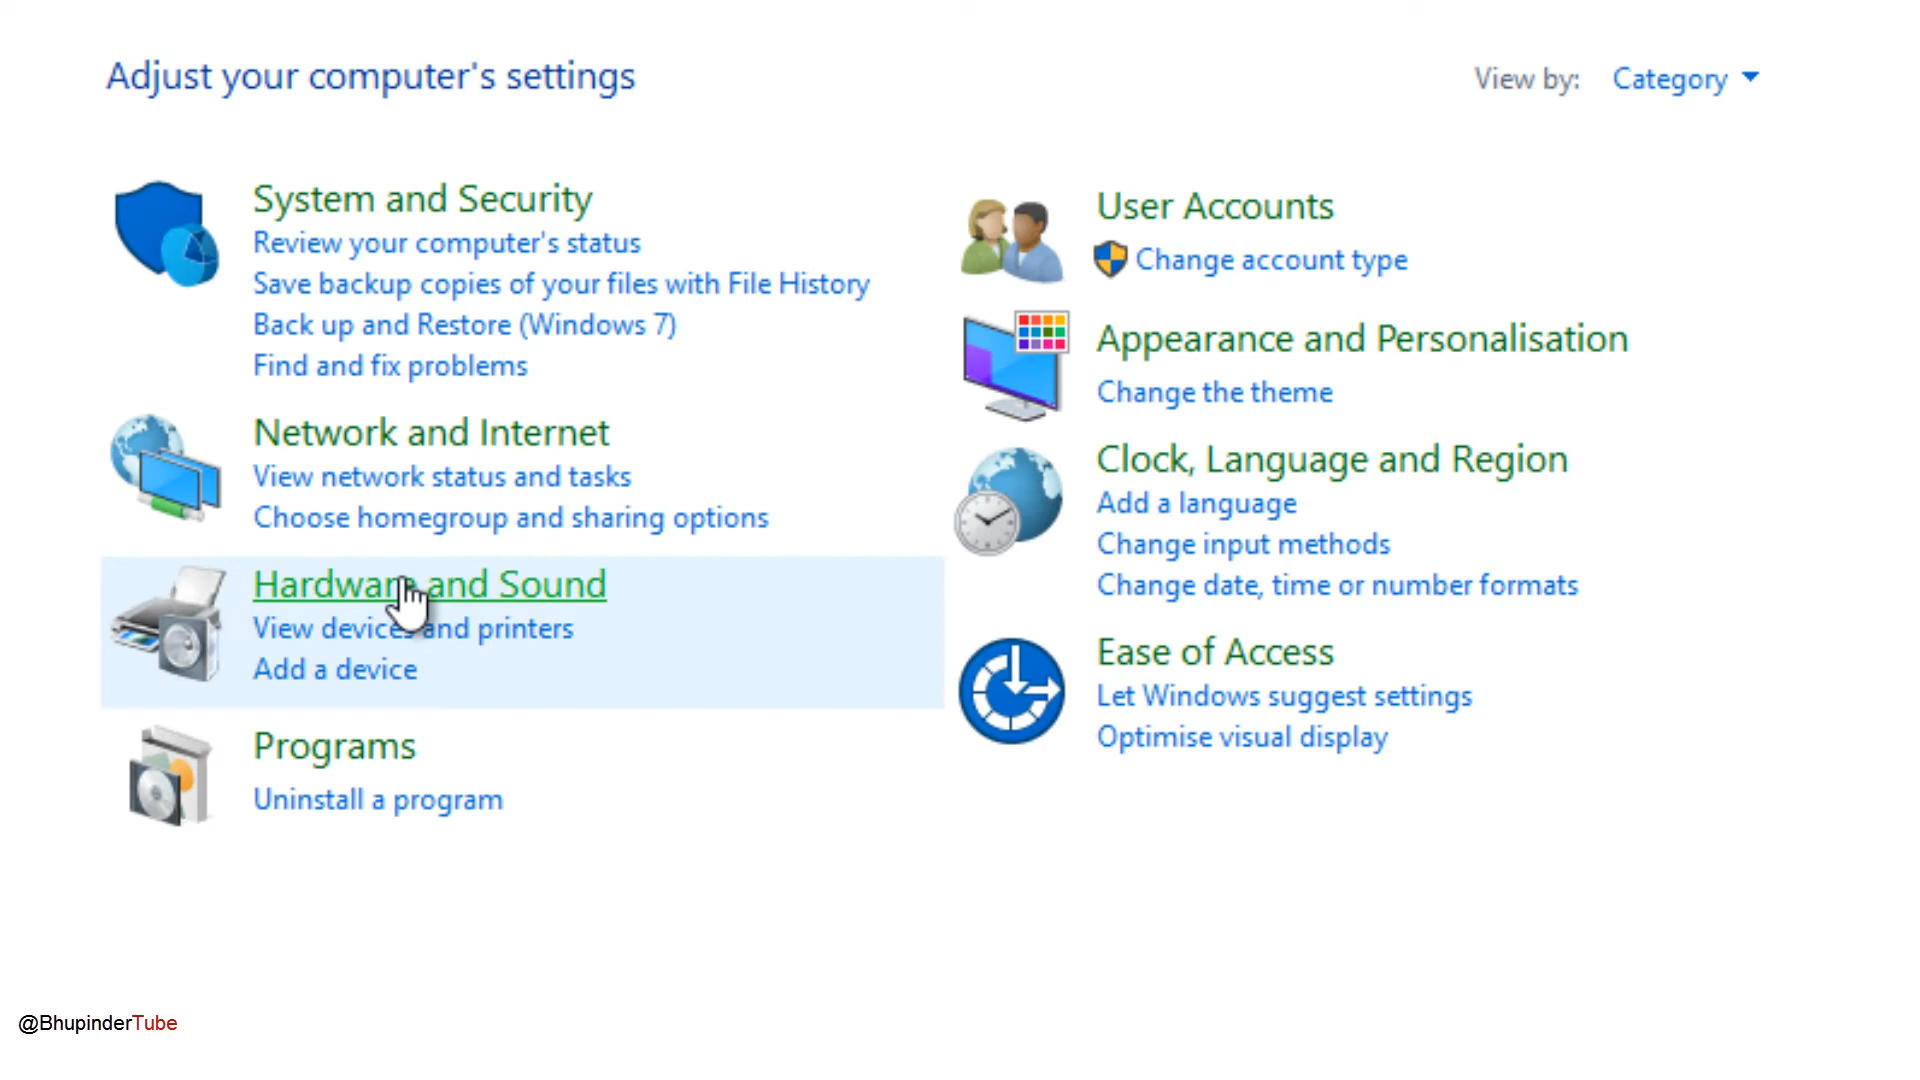 Adjust your computer's settings
View by: Category
System and Security
Review your computer's status
Save backup copies of your files with File History
Back up and Restore (Windows 7)
Find and fix problems
Network and Internet
View network status and tasks
Choose homegroup and sharing options
Hardware and Sound
View devices and printers
Add a device
Programs
Uninstall a program
User Accounts
Change account type
Appearance and Personalisation
Change the theme
Clock, Language and Region
Add a language
Change input methods
Change date, time or number formats
Ease of Access
Let Windows suggest settings
Optimise visual display
@BhupinderTube